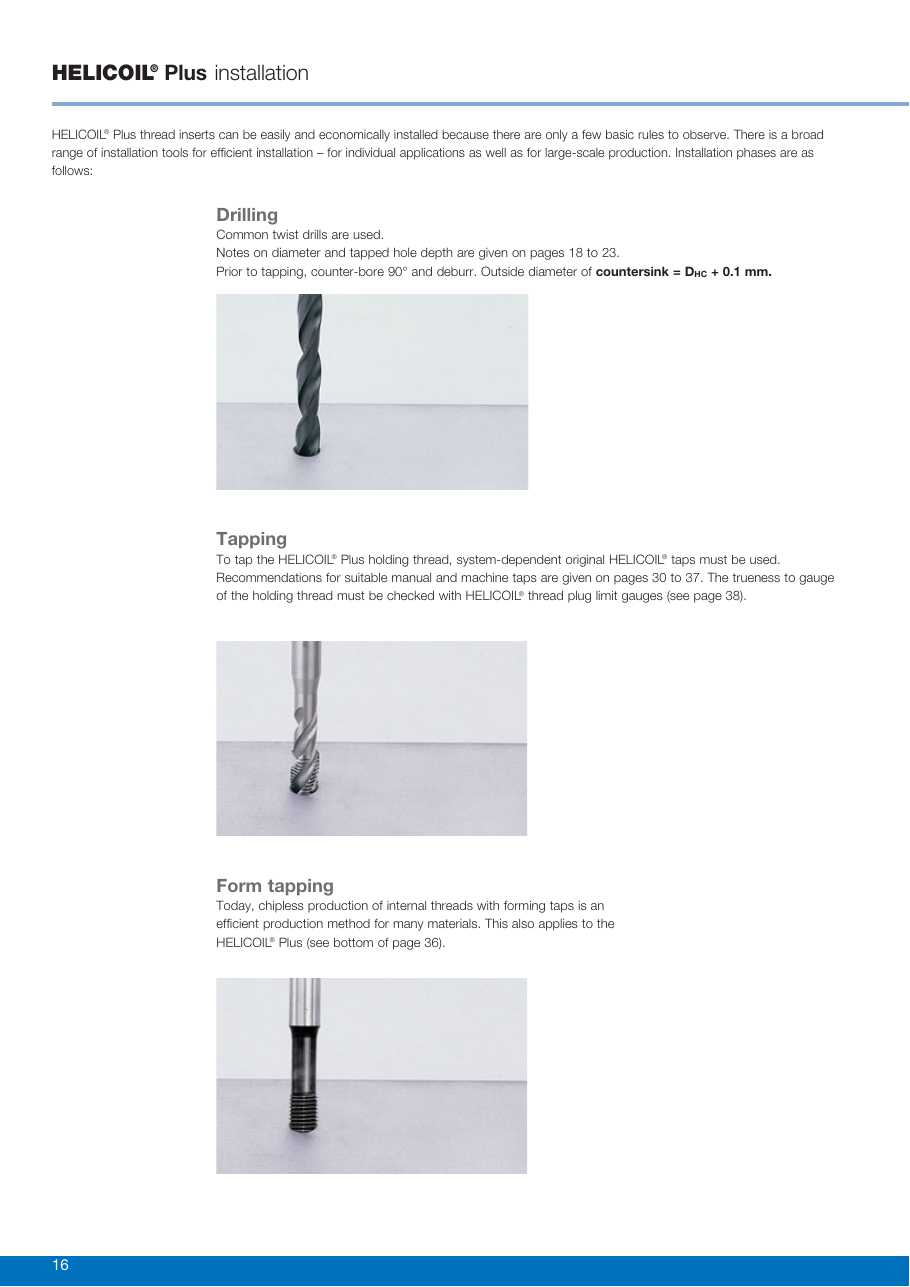 HELICOIL® Plus installation
HELICOIL® Plus thread inserts can be easily and economically installed because there are only a few basic rules to observe. There is a broad
range of installation tools for efficient installation – for individual applications as well as for large-scale production. Installation phases are as
follows:
Drilling
Common twist drills are used.
Notes on diameter and tapped hole depth are given on pages 18 to 23.
Prior to tapping, counter-bore 90° and deburr. Outside diameter of countersink = DHC + 0.1 mm.
Tapping
To tap the HELICOIL® Plus holding thread, system-dependent original HELICOIL® taps must be used.
Recommendations for suitable manual and machine taps are given on pages 30 to 37. The trueness to gauge
of the holding thread must be checked with HELICOIL® thread plug limit gauges (see page 38).
Form tapping
Today, chipless production of internal threads with forming taps is an
efficient production method for many materials. This also applies to the
HELICOIL® Plus (see bottom of page 36).
16